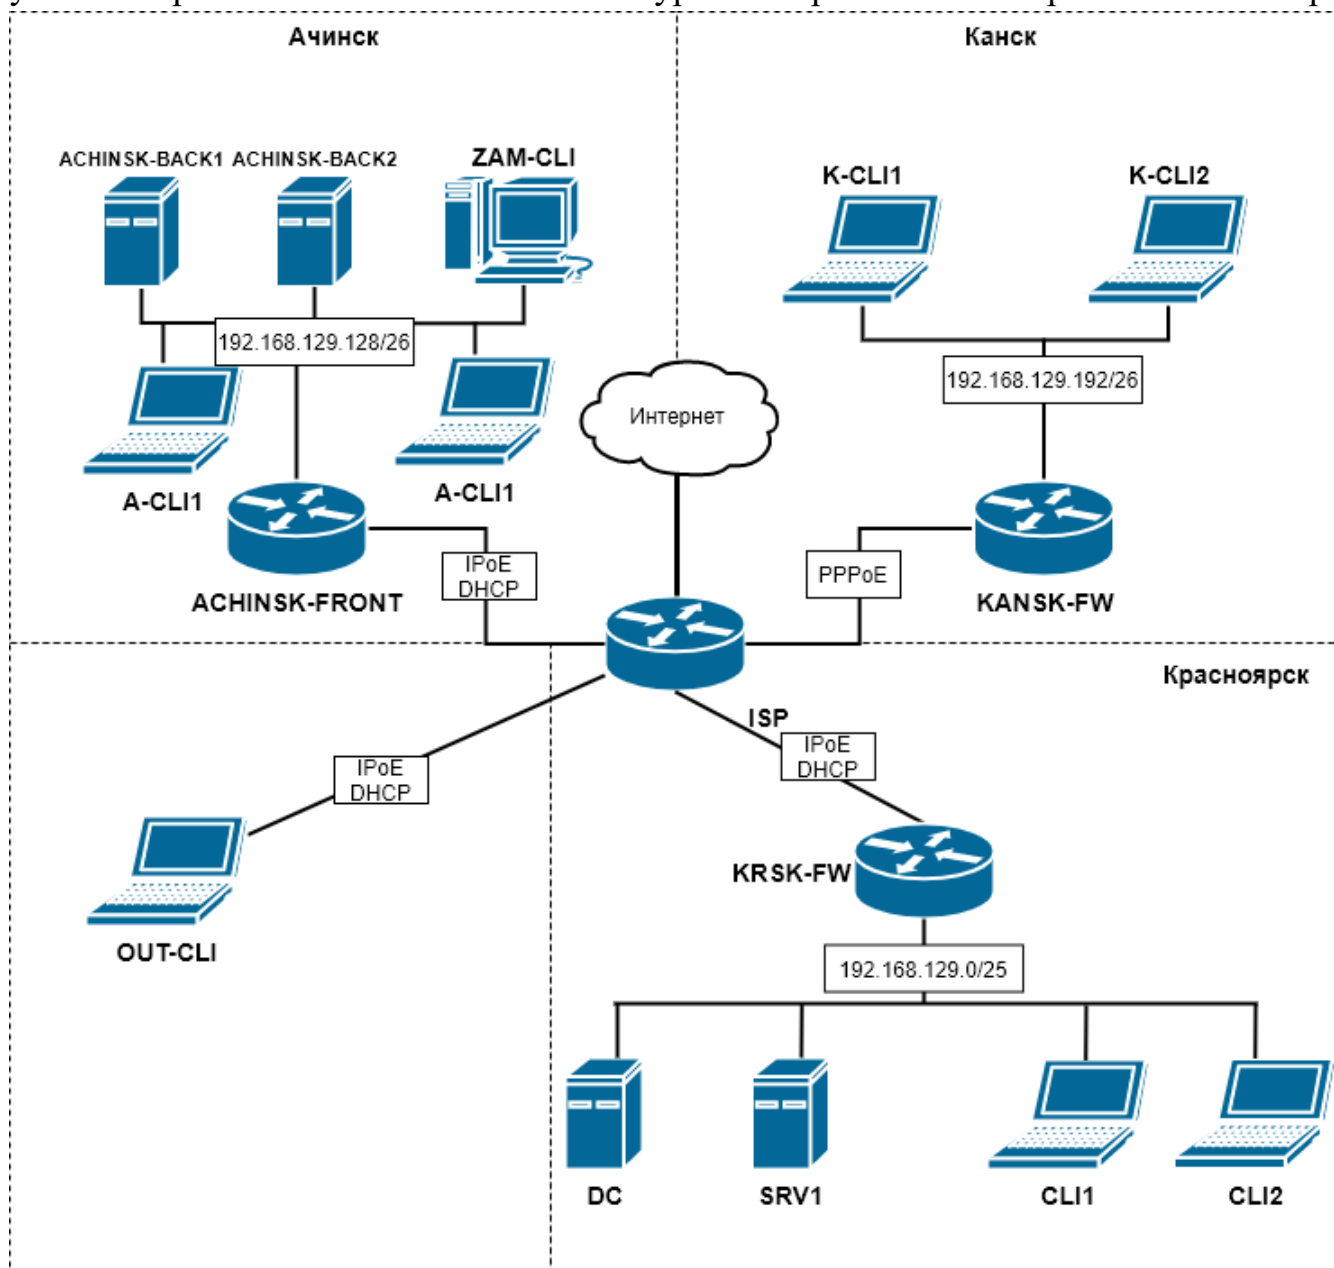 Ачинск
Канск
ACHINSK-BACK1 ACHINSK-BACK2
ZAM-CLI
K-CLI1
K-CLI2
192.168.129.128/26
192.168.129.192/26
Интернет
A-CLI1
A-CLI1
IPoE
DHCP
PPPoE
ACHINSK-FRONT
KANSK-FW
Красноярск
ISP
IPoE
DHCP
IPoE
DHCP
KRSK-FW
OUT-CLI
192.168.129.0/25
DC
SRV1
CLI1
CLI2